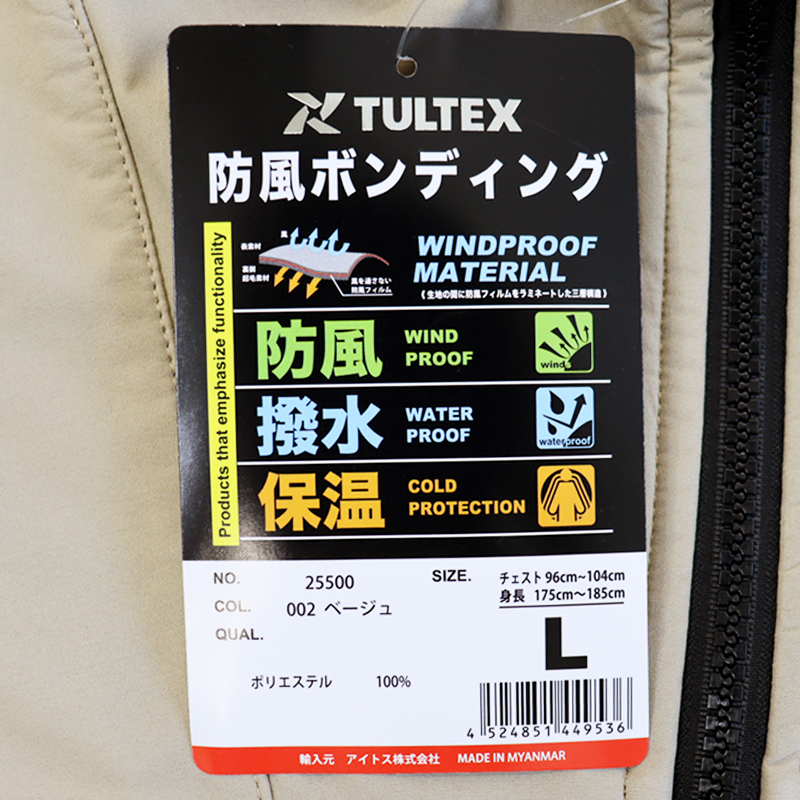 TULTEX
防風ボンディング
Products that emphasize functionality
風
表素材
裏側
起毛素材
風を通さない
防風フィルム
WINDPROOF
MATERIAL
《生地の間に防風フィルムをラミネートした三層構造》
防風 WIND PROOF
winds
撥水 WATER PROOF
waterproof
保温 COLD PROTECTION
NO. 25500
COL. 002 ベージュ
QUAL.
ポリエステル 100%
SIZE. チェスト 96cm~104cm
身長 175cm~185cm
L
4 524851 449536
輸入元 アイトス株式会社 MADE IN MYANMAR